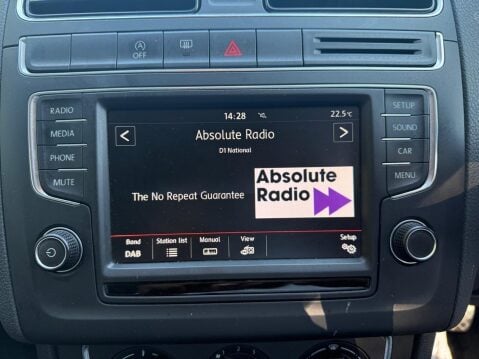 OFF
RADIO
MEDIA
PHONE
MUTE
14:28
22.5°C
Absolute Radio
D1 National
The No Repeat Guarantee
Absolute
Radio
Band
DAB
Station list
Manual
View
Setup
SETUP
SOUND
CAR
MENU